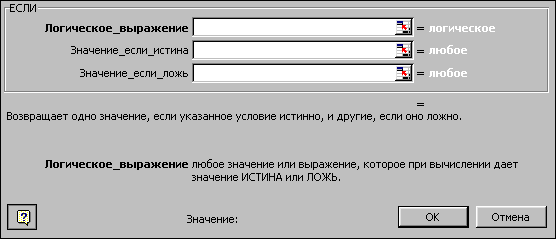 ЕСЛИ
Логическое_выражение = логическое
Значение_если_истина = любое
Значение_если_ложь = любое
=
Возвращает одно значение, если указанное условие истинно, и другие, если оно ложно.
Логическое_выражение любое значение или выражение, которое при вычислении дает
значение ИСТИНА или ЛОЖЬ.
? Значение: OK Отмена